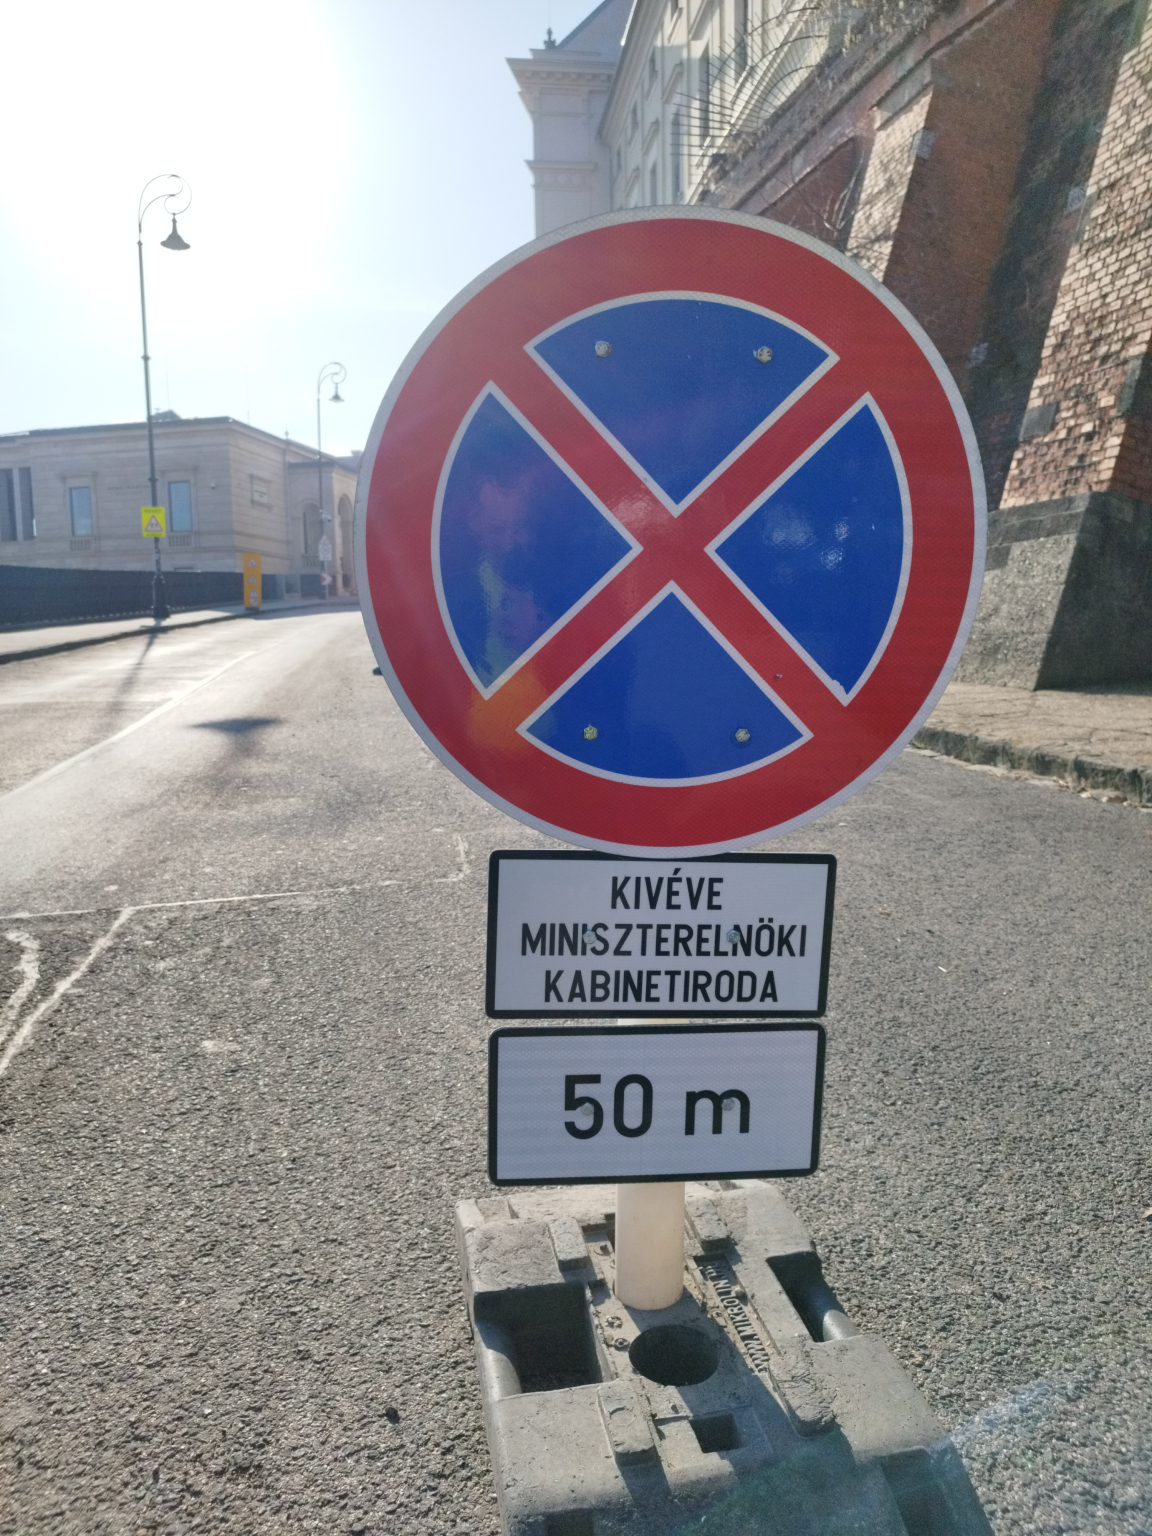 KIVÉVE
MINISZTERELNÖKI
KABINETIRODA
50 m